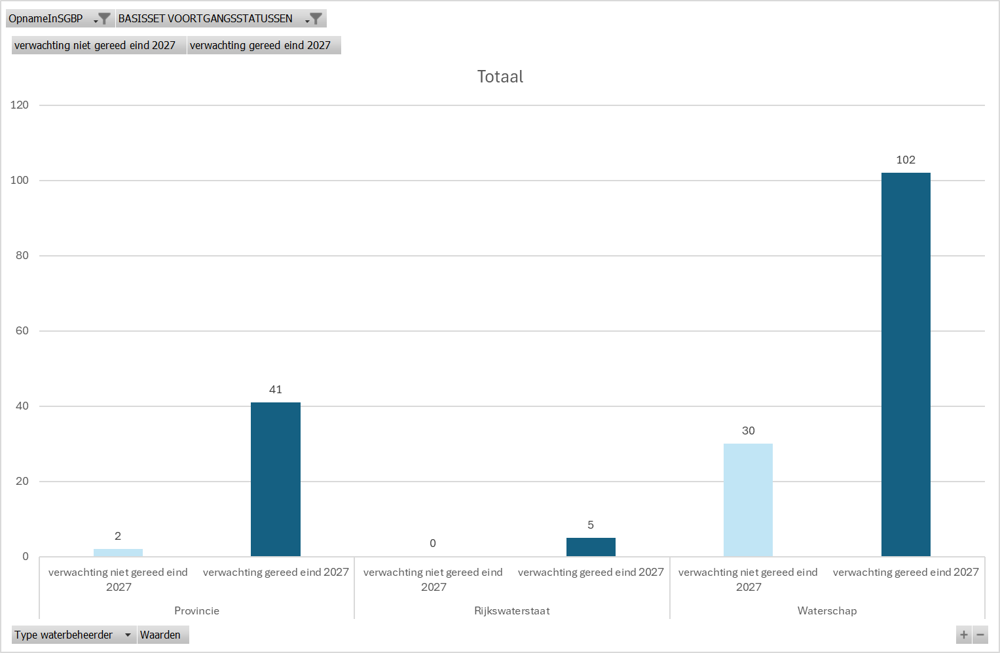 OpnameInSGBP BASISSET VOORTGANGSSTATUSSEN
verwachting niet gereed eind 2027 verwachting gereed eind 2027
Totaal
120
100
80
60
40
20
0
2
41
0
5
30
102
verwachting niet gereed eind
2027
verwachting gereed eind 2027
verwachting niet gereed eind
2027
verwachting gereed eind 2027
verwachting niet gereed eind
2027
verwachting gereed eind 2027
Provincie
Rijkswaterstaat
Waterschap
Type waterbeheerder Waarden
+ −